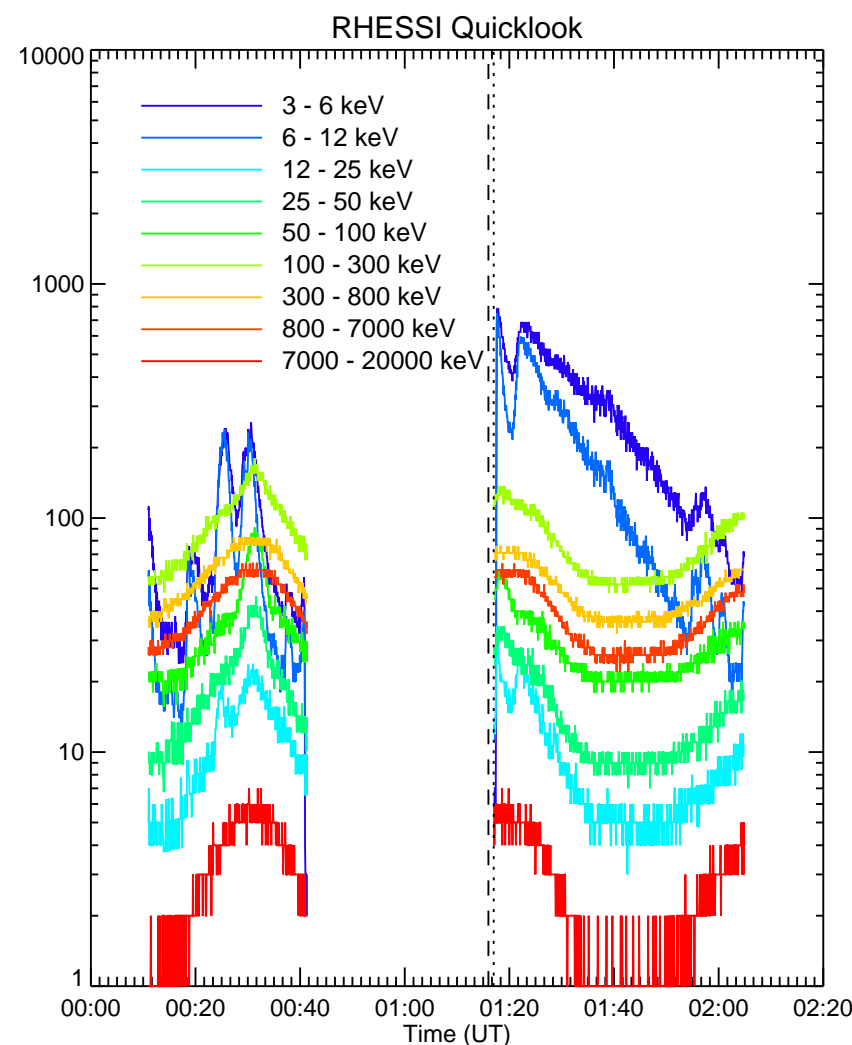 RHESSI Quicklook
10000
1000
100
10
1
3 - 6 keV
6 - 12 keV
12 - 25 keV
25 - 50 keV
50 - 100 keV
100 - 300 keV
300 - 800 keV
800 - 7000 keV
7000 - 20000 keV
00:00 00:20 00:40 01:00 01:20 01:40 02:00 02:20
Time (UT)